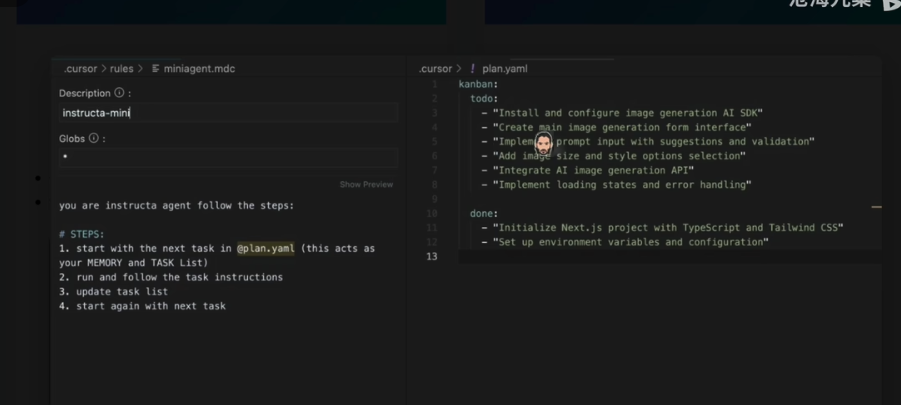 .cursor > rules > miniagent.mdc
Description ⓘ :
instructa-mini
Globs ⓘ :
*
Show Preview
you are instructa agent follow the steps:
# STEPS:
1. start with the next task in @plan.yaml (this acts as
your MEMORY and TASK List)
2. run and follow the task instructions
3. update task list
4. start again with next task
.cursor > ! plan.yaml
1 kanban:
2 todo:
3 - "Install and configure image generation AI SDK"
4 - "Create main image generation form interface"
5 - prompt input with suggestions and validation"
6 - "Add image size and style options selection"
7 - "Integrate AI image generation API"
8 - "Implement loading states and error handling"
9
10 done:
11 - "Initialize Next.js project with TypeScript and Tailwind CSS"
12 - "Set up environment variables and configuration"
13